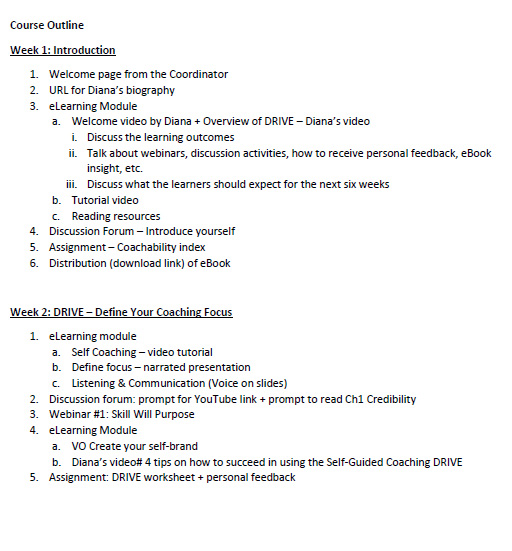 Course Outline
Week 1: Introduction
1. Welcome page from the Coordinator
2. URL for Diana's biography
3. eLearning Module
a. Welcome video by Diana + Overview of DRIVE – Diana's video
i. Discuss the learning outcomes
ii. Talk about webinars, discussion activities, how to receive personal feedback, eBook
insight, etc.
iii. Discuss what the learners should expect for the next six weeks
b. Tutorial video
c. Reading resources
4. Discussion Forum – Introduce yourself
5. Assignment – Coachability index
6. Distribution (download link) of eBook
Week 2: DRIVE – Define Your Coaching Focus
1. eLearning module
a. Self Coaching – video tutorial
b. Define focus – narrated presentation
c. Listening & Communication (Voice on slides)
2. Discussion forum: prompt for YouTube link + prompt to read Ch1 Credibility
3. Webinar #1: Skill Will Purpose
4. eLearning Module
a. VO Create your self-brand
b. Diana's video# 4 tips on how to succeed in using the Self-Guided Coaching DRIVE
5. Assignment: DRIVE worksheet + personal feedback